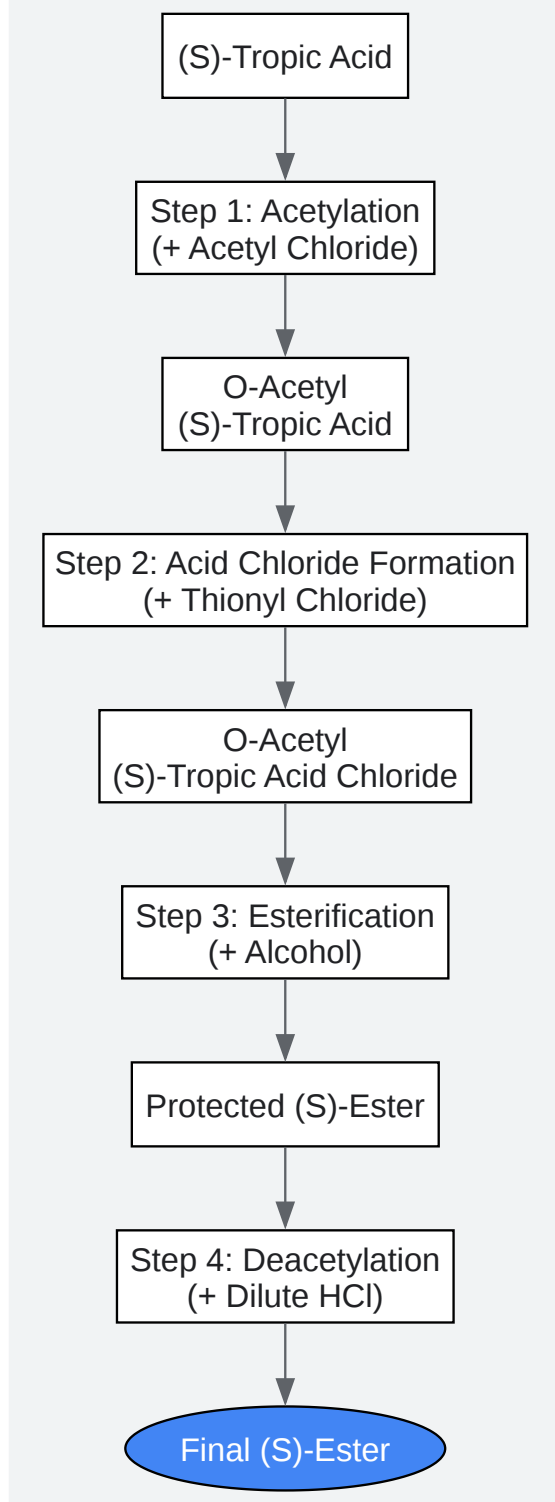 (S)-Tropic Acid
Step 1: Acetylation
(+ Acetyl Chloride)
O-Acetyl
(S)-Tropic Acid
Step 2: Acid Chloride Formation
(+ Thionyl Chloride)
O-Acetyl
(S)-Tropic Acid Chloride
Step 3: Esterification
(+ Alcohol)
Protected (S)-Ester
Step 4: Deacetylation
(+ Dilute HCl)
Final (S)-Ester